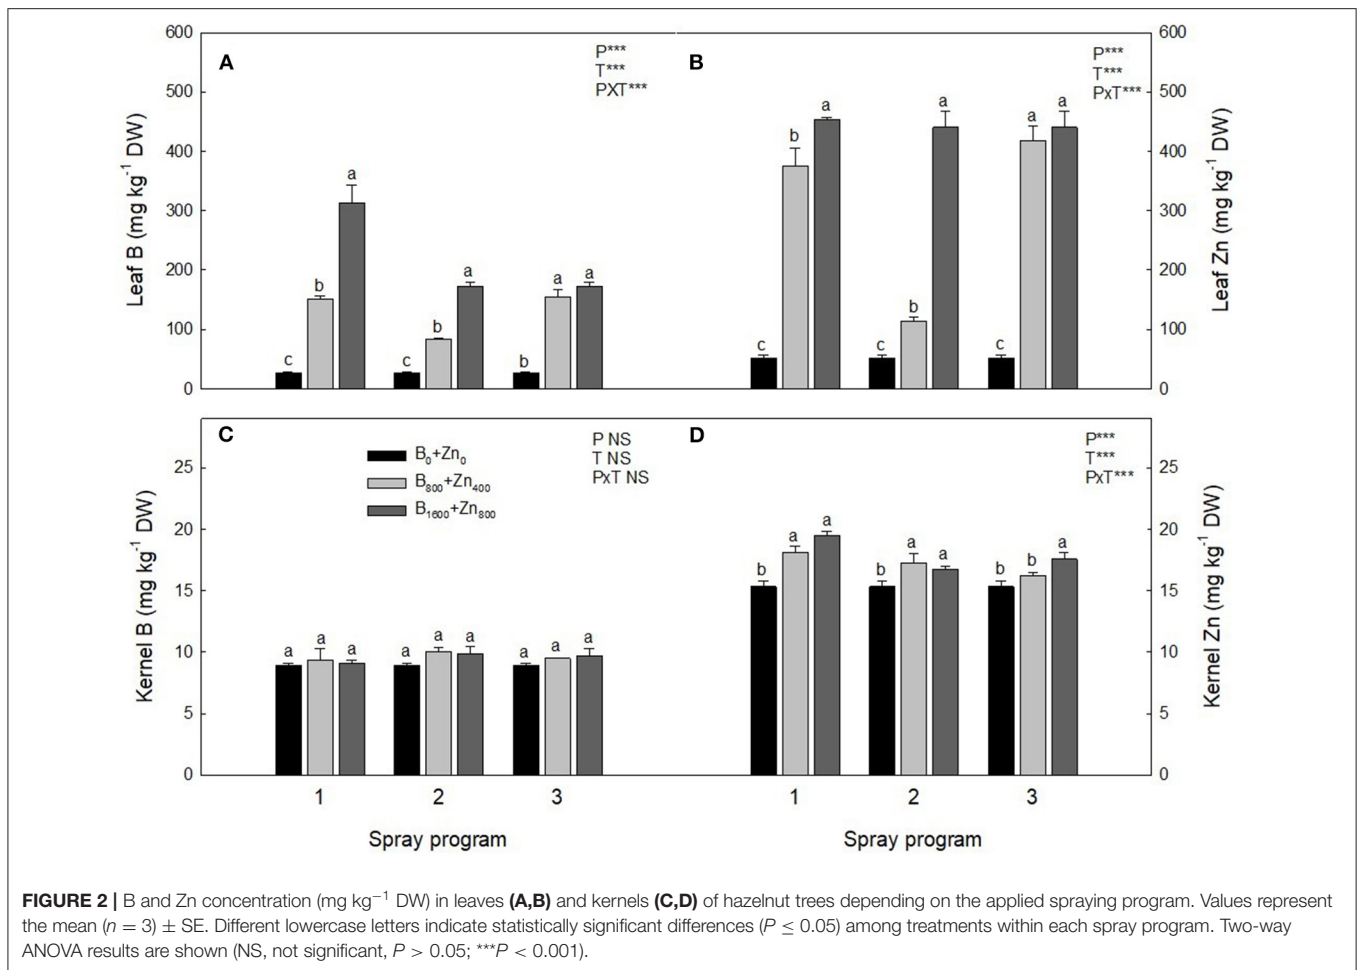 600 600
A P*** B P***
T*** T***
PXT*** PxT***
500 500
400 400
300 300
200 200
100 100
0 0
Leaf B (mg kg⁻¹ DW)
Leaf Zn (mg kg⁻¹ DW)
a b a a
a a a
b b a
c c b
b c c c
C P NS D P***
T NS T***
PxT NS PxT***
B₀+Zn₀
B₈₀₀+Zn₄₀₀
B₁₆₀₀+Zn₈₀₀
25 25
20 20
15 15
10 10
5 5
0 0
Kernel B (mg kg⁻¹ DW)
Kernel Zn (mg kg⁻¹ DW)
a a a a a a a a a
b a a b a a b b a
1 2 3 1 2 3
Spray program Spray program
FIGURE 2 | B and Zn concentration (mg kg⁻¹ DW) in leaves (A,B) and kernels (C,D) of hazelnut trees depending on the applied spraying program. Values represent
the mean (n = 3) ± SE. Different lowercase letters indicate statistically significant differences (P ≤ 0.05) among treatments within each spray program. Two-way
ANOVA results are shown (NS, not significant, P > 0.05; ***P < 0.001).